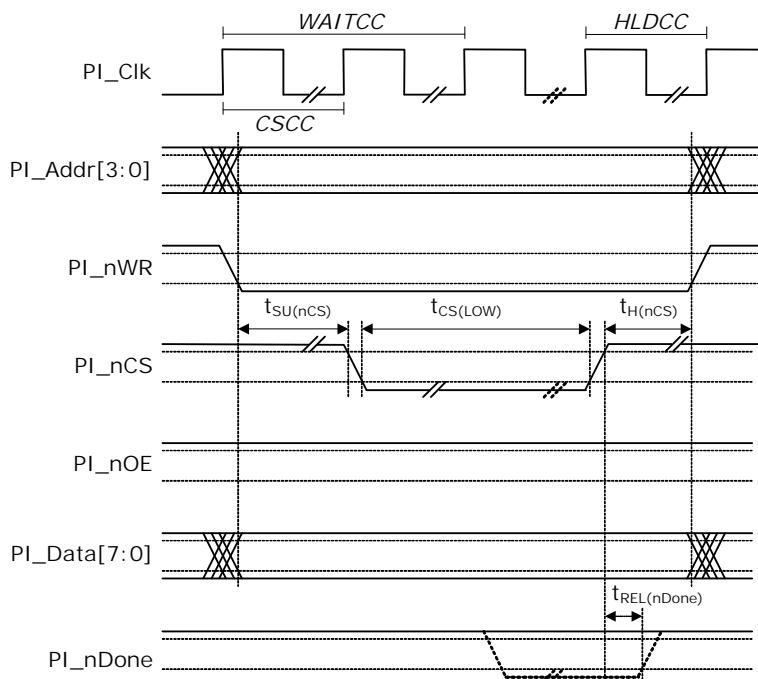 WAITCC
HLDCC
PI_Clk
CSCC
PI_Addr[3:0]
PI_nWR
tSU(nCS)
tCS(LOW)
tH(nCS)
PI_nCS
PI_nOE
PI_Data[7:0]
tREL(nDone)
PI_nDone